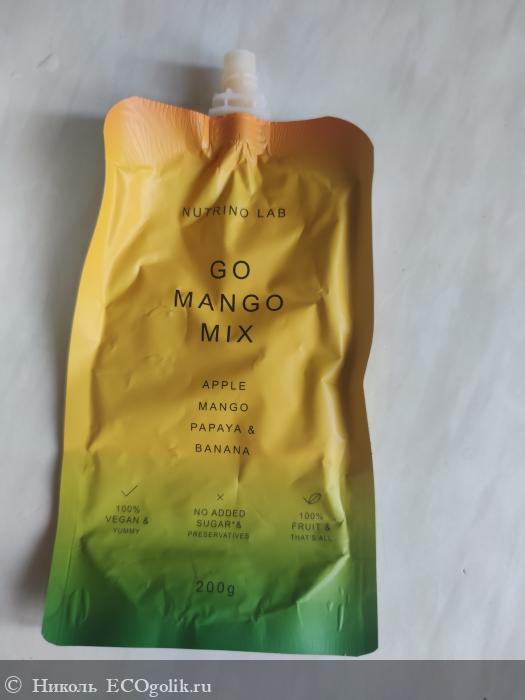 NUTRINO LAB
GO
MANGO
MIX
APPLE
MANGO
PAPAYA &
BANANA
100%
VEGAN &
YUMMY
NO ADDED
SUGAR*&
PRESERVATIVES
100%
FRUIT &
THAT'S ALL
200g
© Николь ECOgolik.ru